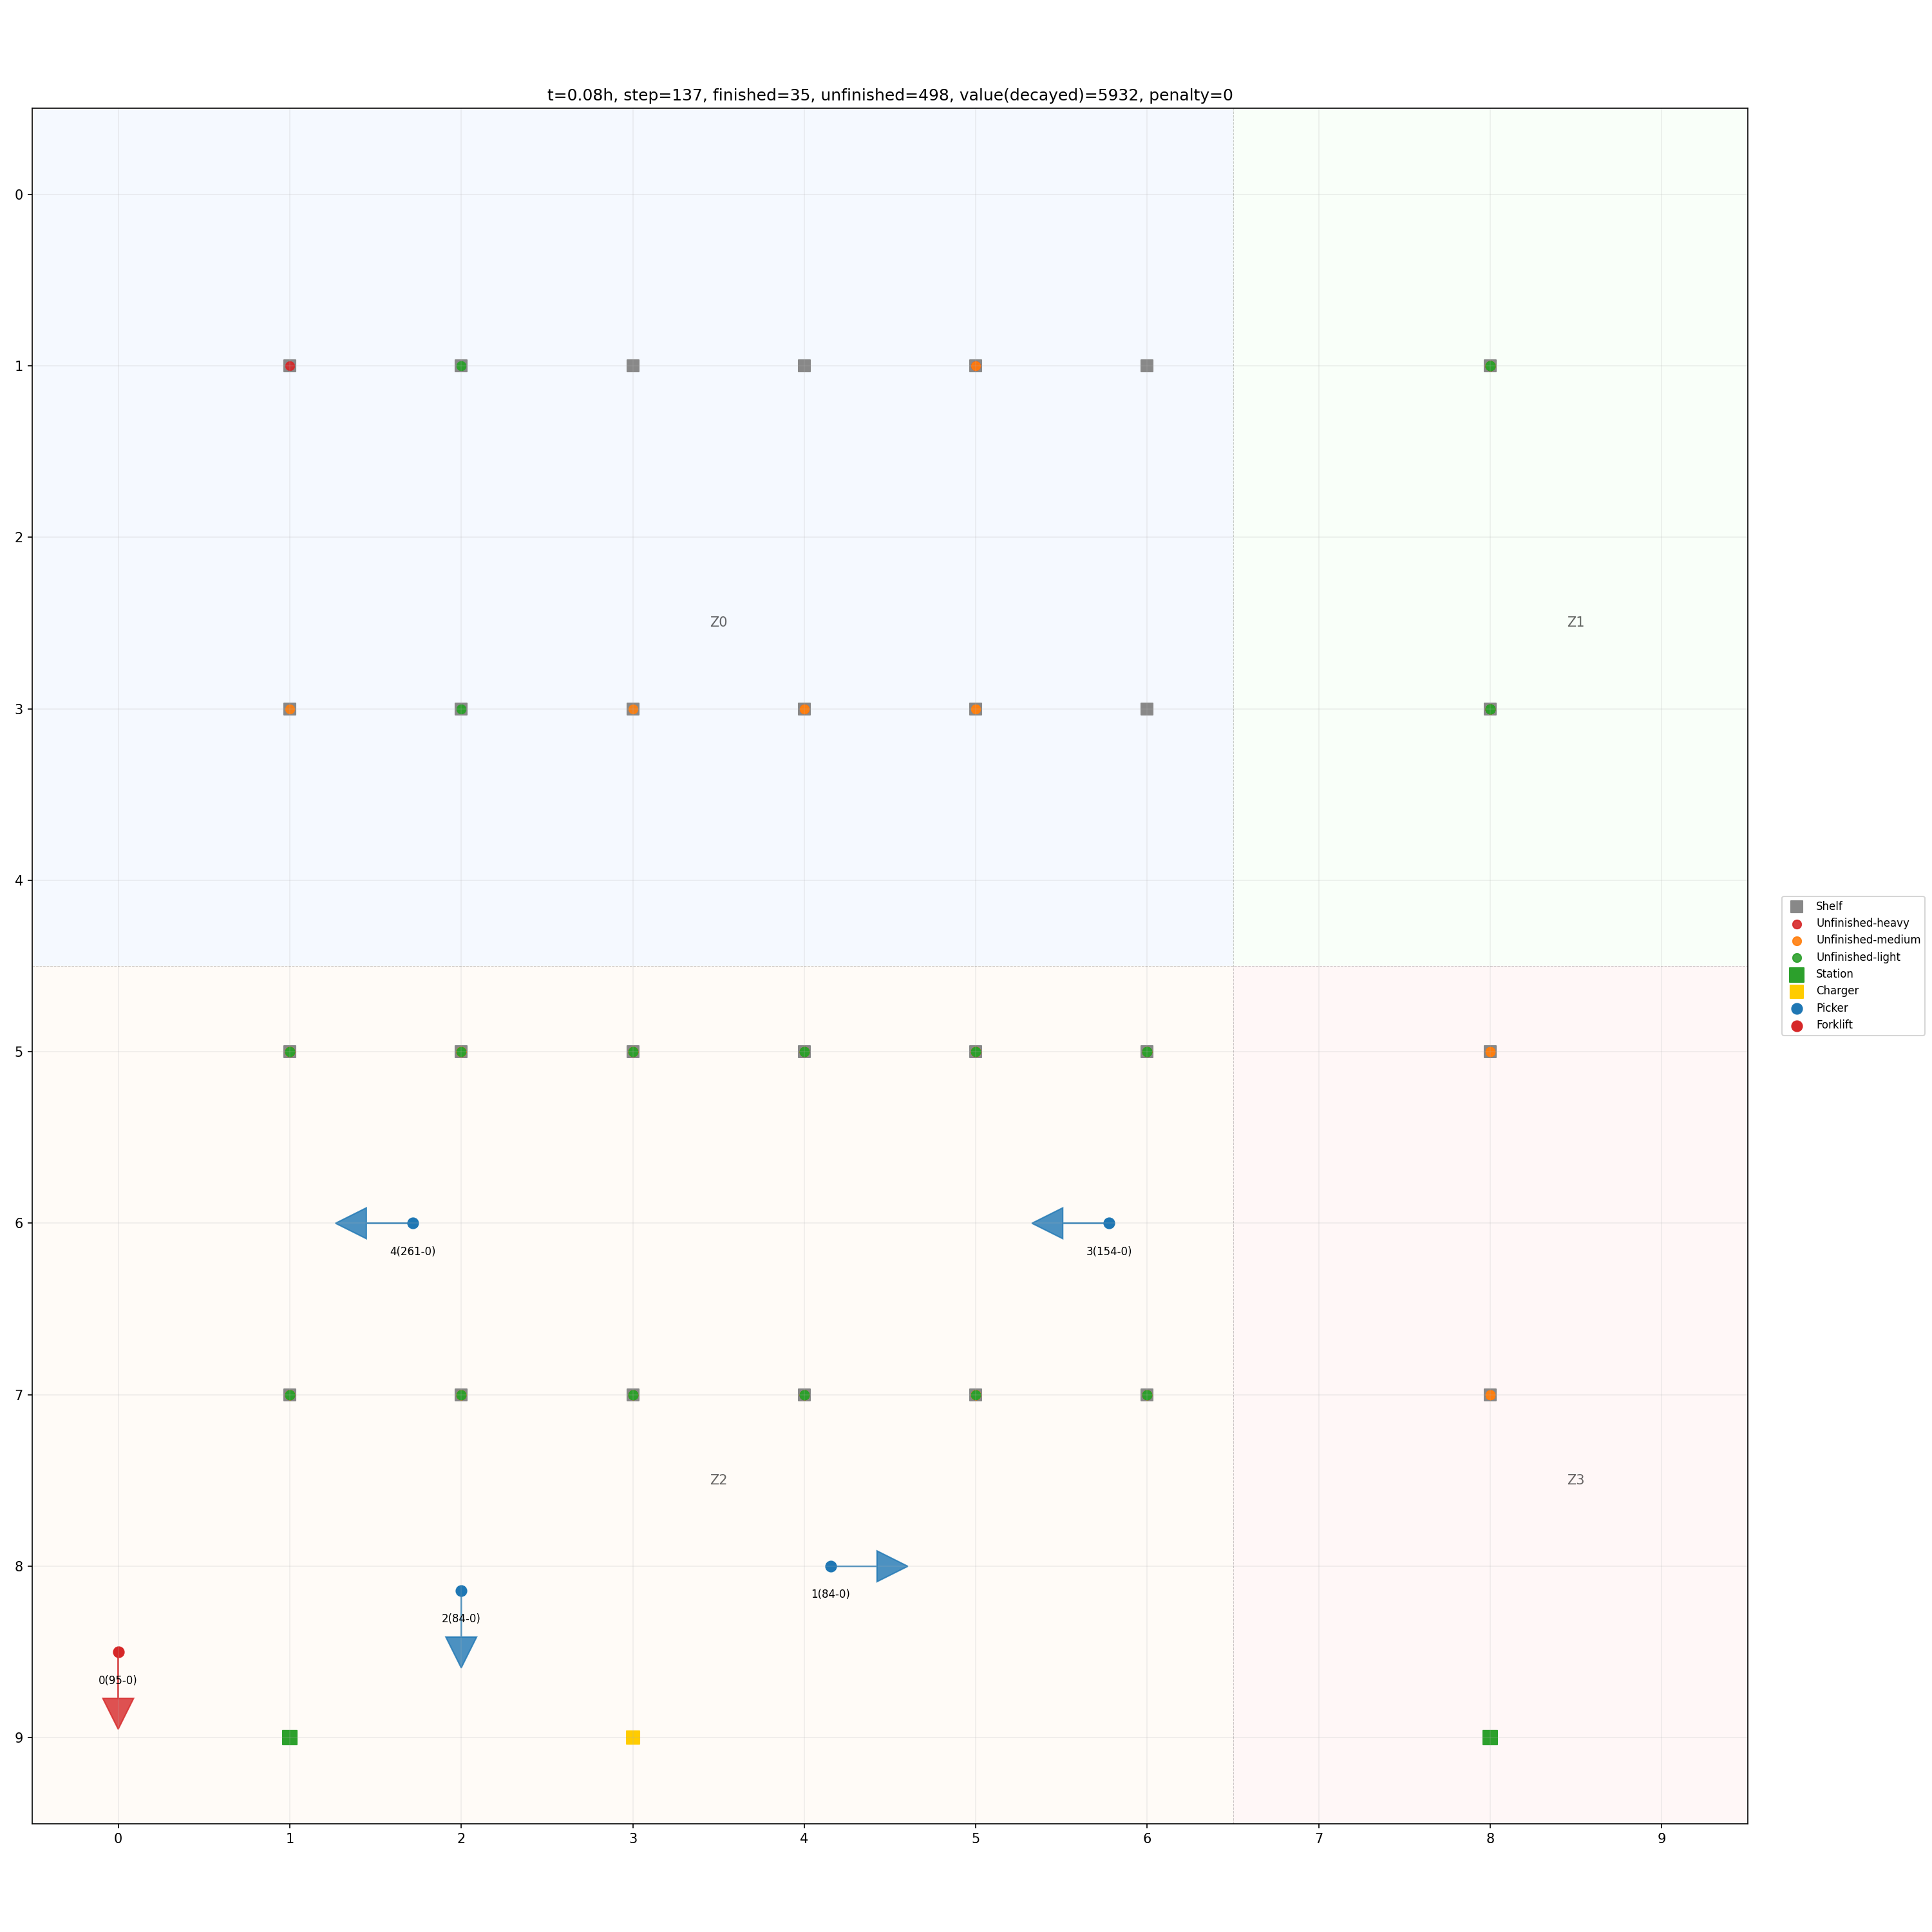 t=0.08h, step=137, finished=35, unfinished=498, value(decayed)=5932, penalty=0
0
1
2
Z0
Z1
3
4
Shelf
Unfinished-heavy
Unfinished-medium
Unfinished-light
Station
Charger
Picker
Forklift
5
6
4(261-0)
3(154-0)
7
Z2
Z3
8
1(84-0)
2(84-0)
0(95-0)
9
0 1 2 3 4 5 6 7 8 9